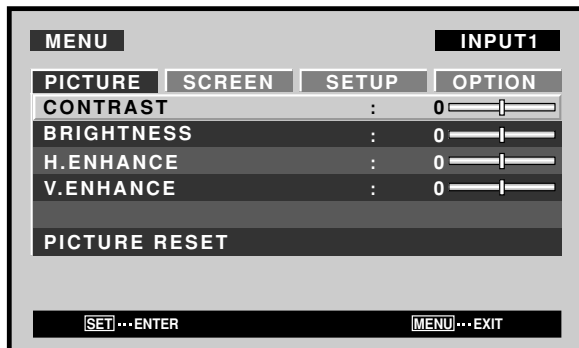 MENU INPUT1
PICTURE SCREEN SETUP OPTION
CONTRAST : 0
BRIGHTNESS : 0
H.ENHANCE : 0
V.ENHANCE : 0
PICTURE RESET
SET ··· ENTER MENU ··· EXIT